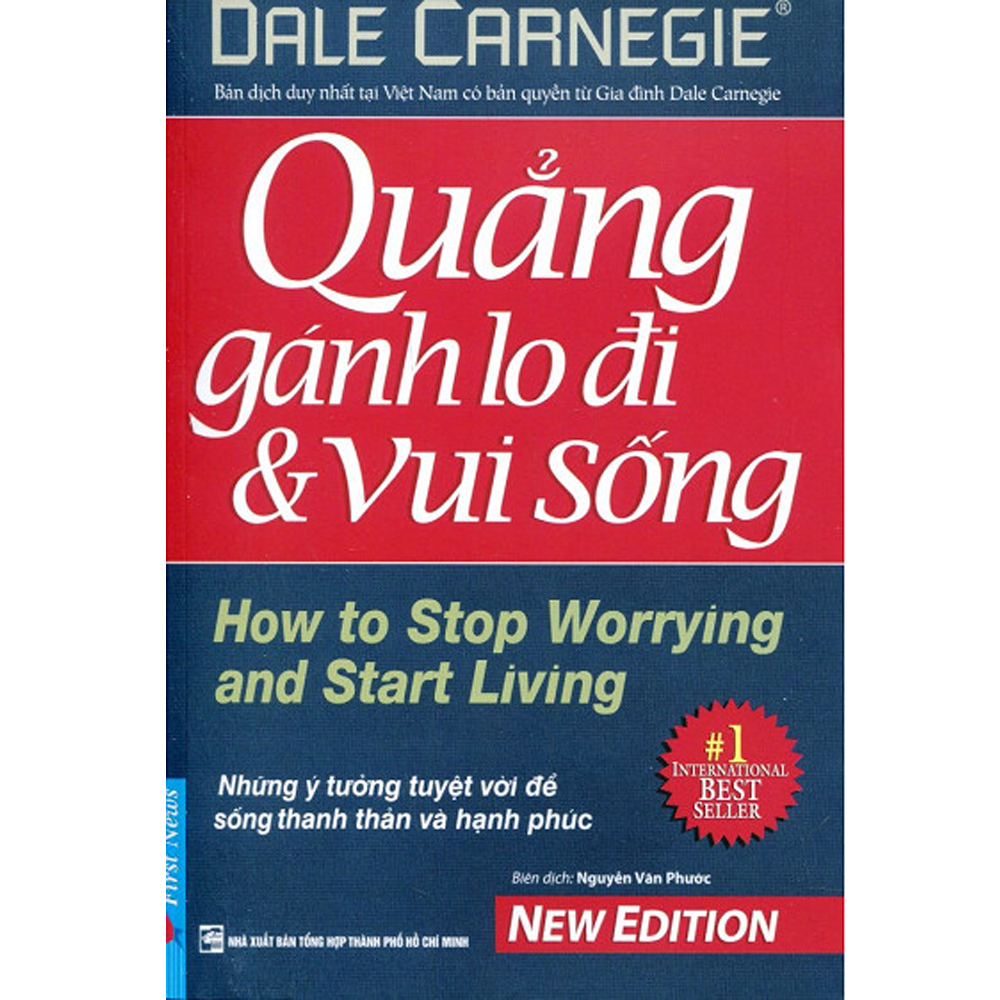 DALE CARNEGIE®
Bản dịch duy nhất tại Việt Nam có bản quyền từ Gia đình Dale Carnegie
Quẳng
gánh lo đi
& vui sống
How to Stop Worrying
and Start Living
#1
INTERNATIONAL
BEST
SELLER
Những ý tưởng tuyệt vời để
sống thanh thản và hạnh phúc
First News
Biên dịch: Nguyễn Văn Phước
NEW EDITION
NHÀ XUẤT BẢN TỔNG HỢP THÀNH PHỐ HỒ CHÍ MINH